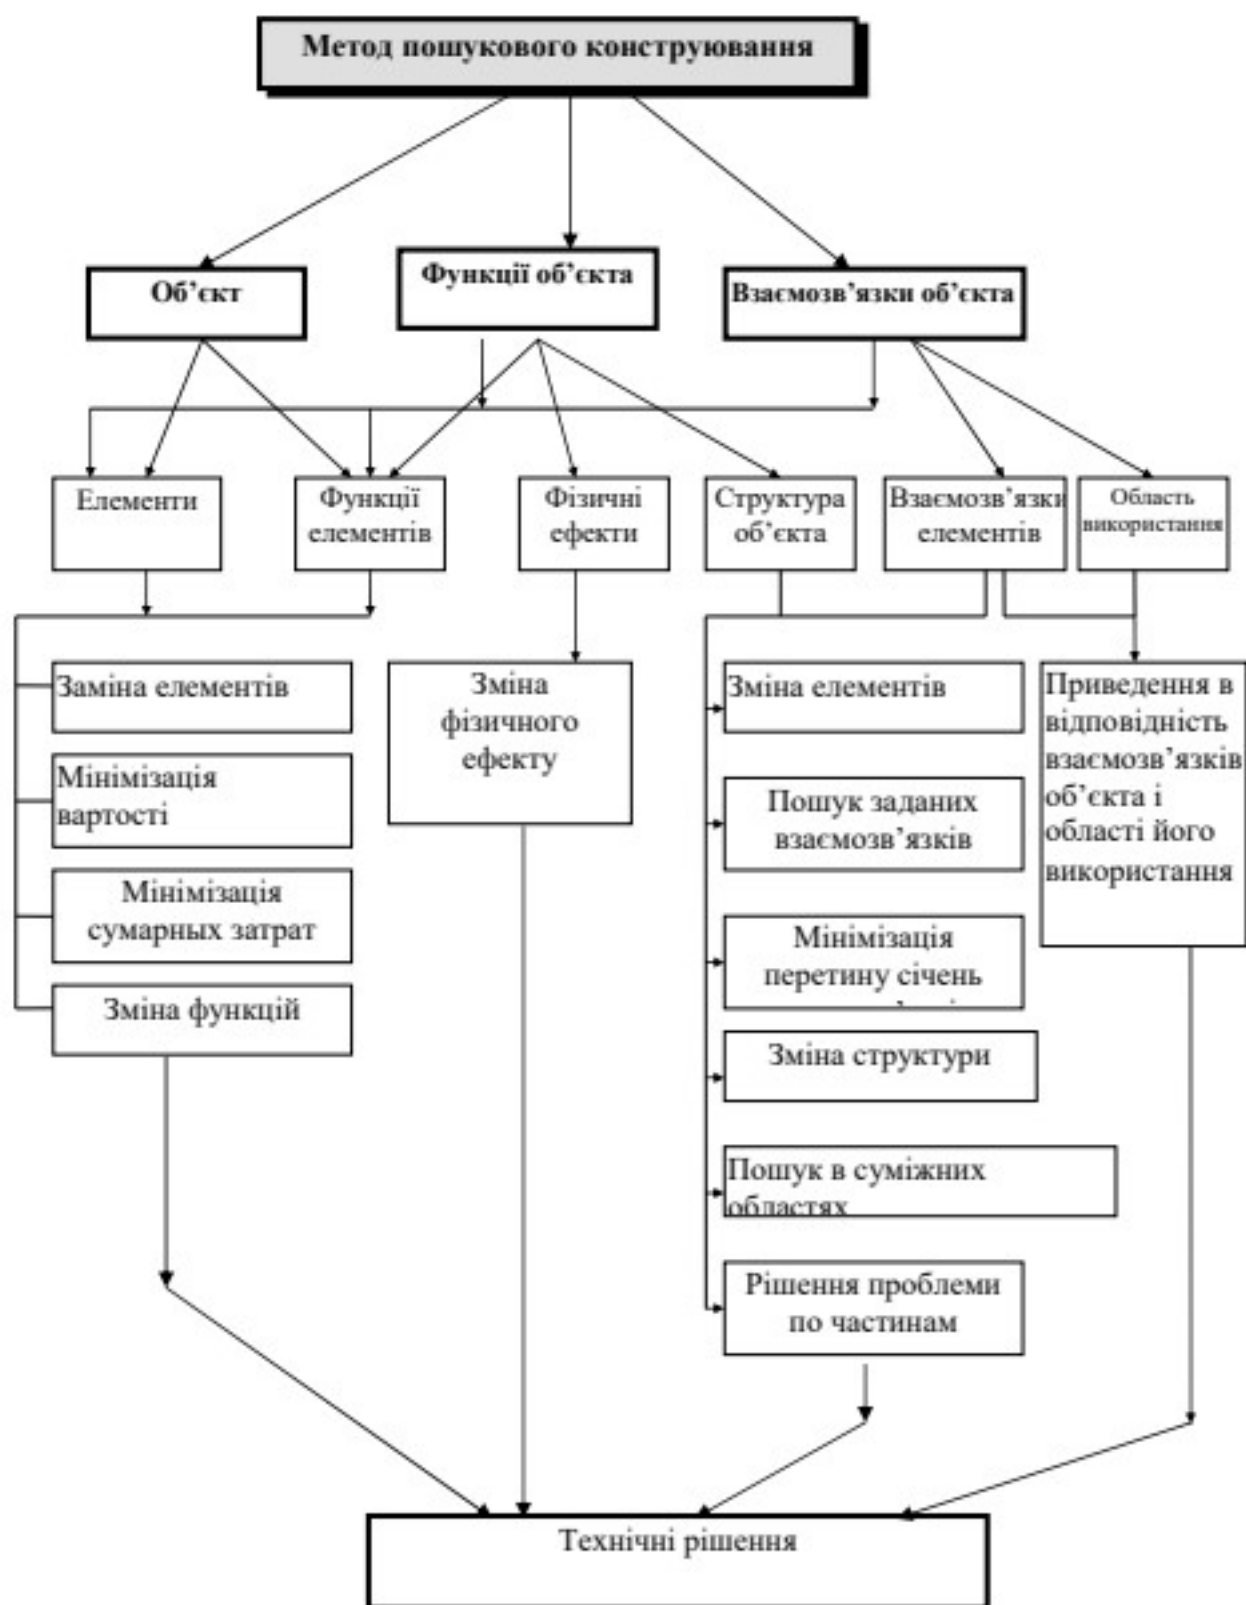 Метод пошукового конструювання
Об’єкт
Функції об’єкта
Взаємозв’язки об’єкта
Елементи
Функції
елементів
Фізичні
ефекти
Структура
об’єкта
Взаємозв’язки
елементів
Область
використання
Заміна елементів
Мінімізація
вартості
Мінімізація
сумарных затрат
Зміна функцій
Зміна
фізичного
ефекту
Зміна елементів
Пошук заданих
взаємозв’язків
Мінімізація
перетину січень
Зміна структури
Пошук в суміжних
областях
Рішення проблеми
по частинам
Приведення в
відповідність
взаємозв’язків
об’єкта і
області його
використання
Технічні рішення